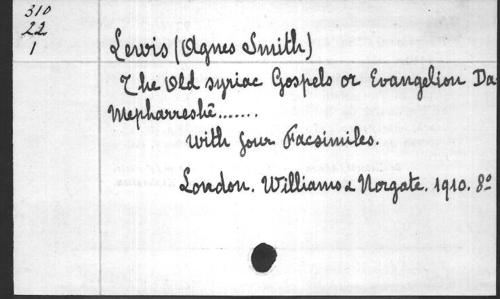 310
22
1
Lewis (Agnes Smith)
The Old syriac Gospels or Evangelion Da
Mepharreshê.......
with four Facsimiles.
London. Williams & Norgate. 1910. 8º